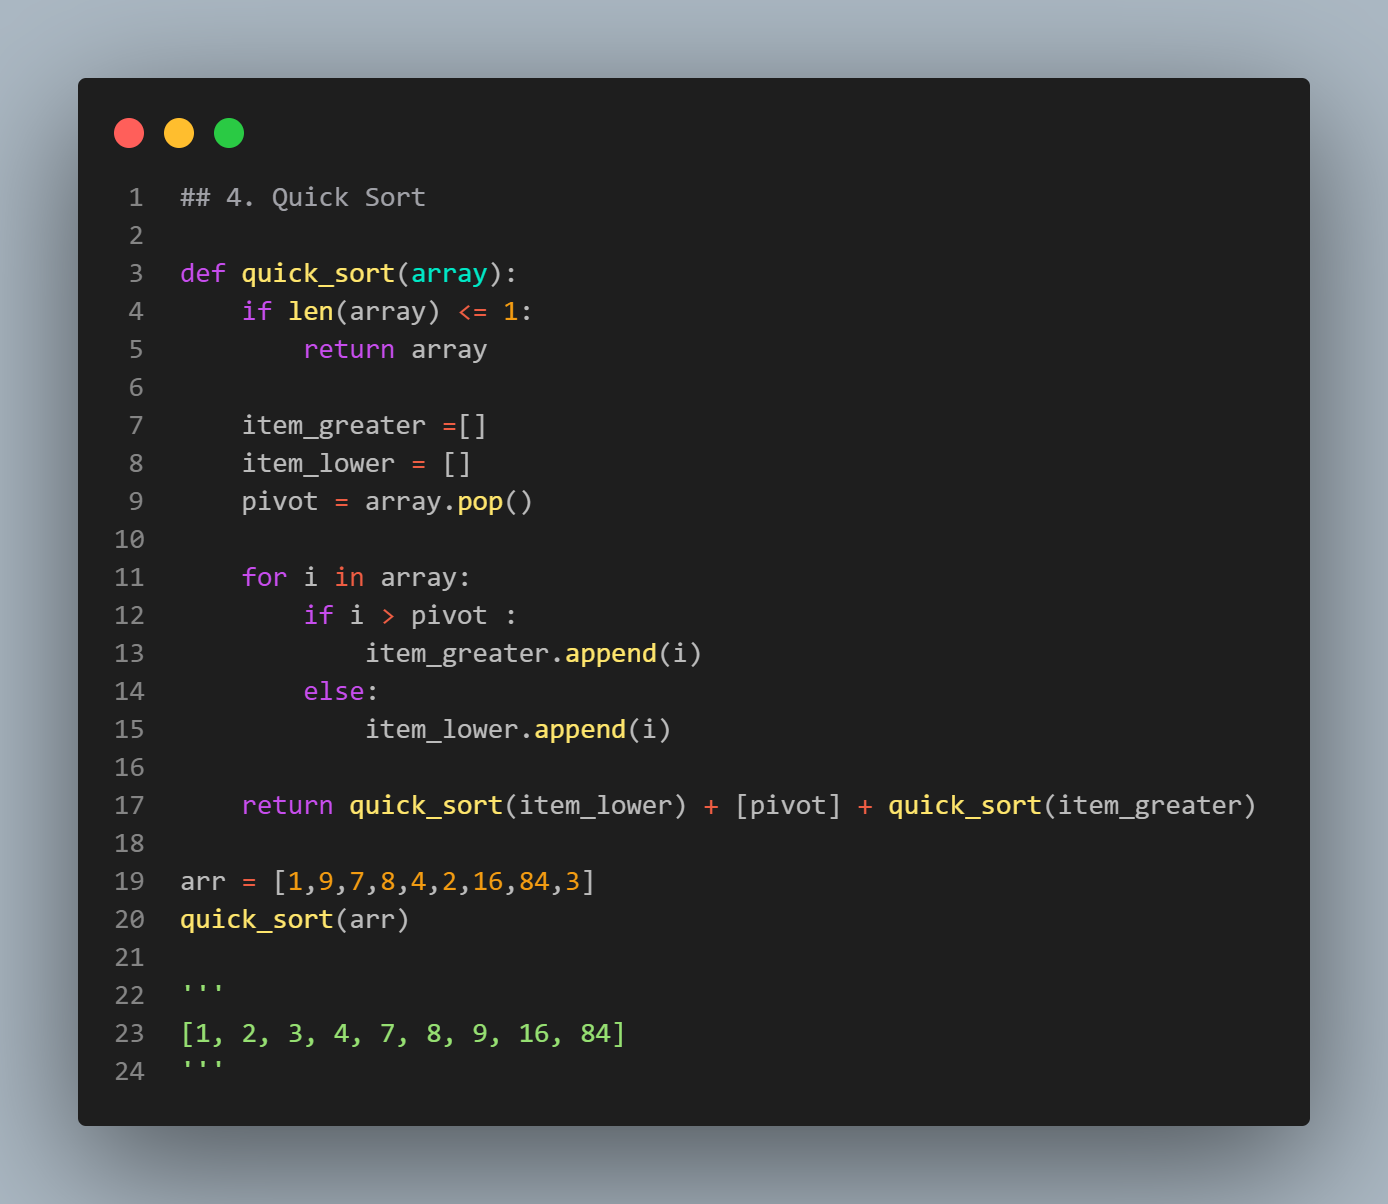 1 ## 4. Quick Sort
2
3 def quick_sort(array):
4     if len(array) <= 1:
5         return array
6
7     item_greater =[]
8     item_lower = []
9     pivot = array.pop()
10
11     for i in array:
12         if i > pivot :
13             item_greater.append(i)
14         else:
15             item_lower.append(i)
16
17     return quick_sort(item_lower) + [pivot] + quick_sort(item_greater)
18
19 arr = [1,9,7,8,4,2,16,84,3]
20 quick_sort(arr)
21
22 '''
23 [1, 2, 3, 4, 7, 8, 9, 16, 84]
24 '''